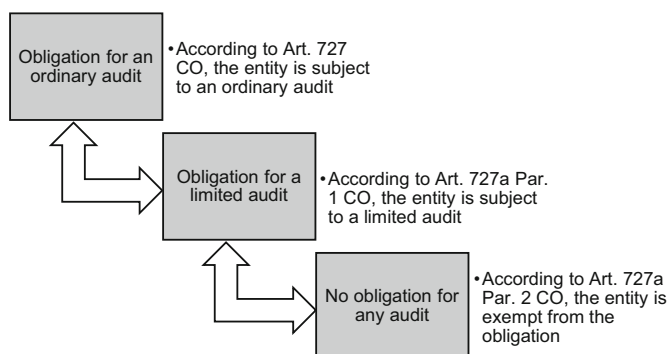 Obligation for an
ordinary audit
•According to Art. 727
CO, the entity is subject
to an ordinary audit
Obligation for a
limited audit
•According to Art. 727a Par.
1 CO, the entity is subject
to a limited audit
No obligation for
any audit
•According to Art. 727a
Par. 2 CO, the entity is
exempt from the
obligation